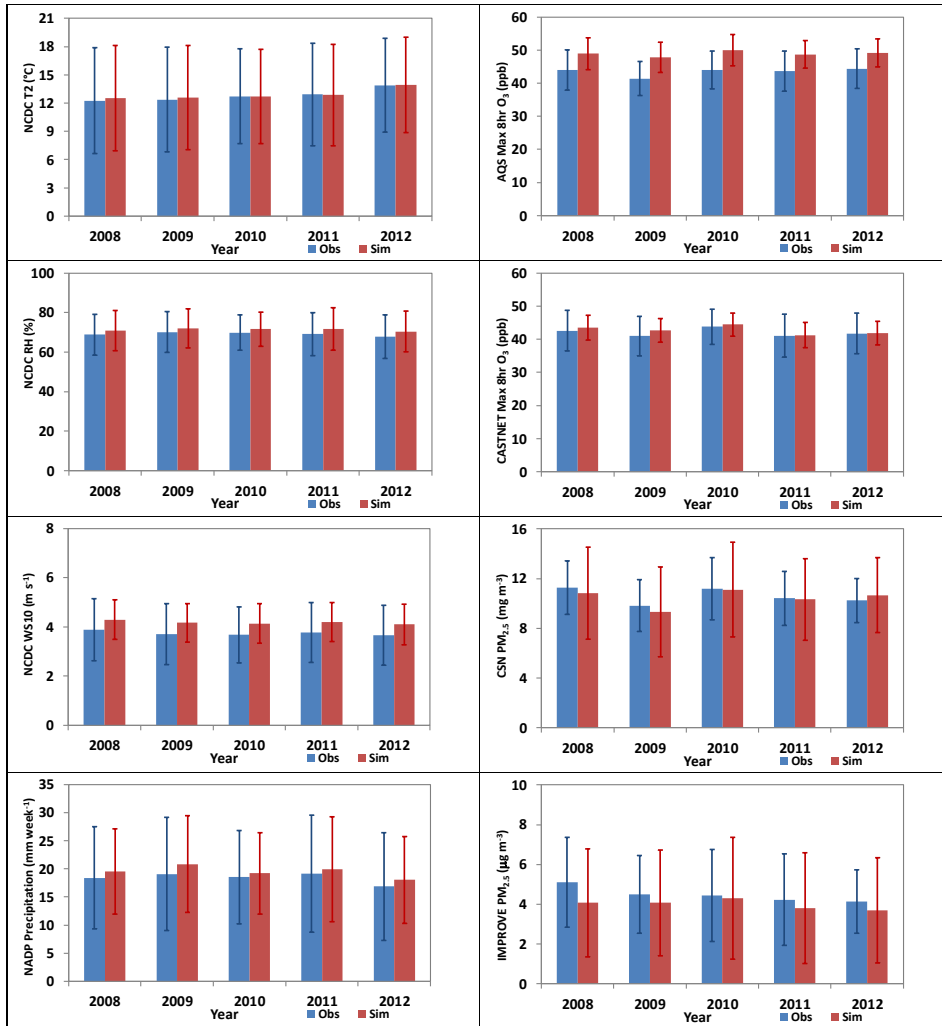 NCDC T2 (°C)
21
18
15
12
9
6
3
0
2008 2009 2010 2011 2012
Year
Obs Sim
AQS Max 8hr O3 (ppb)
60
50
40
30
20
10
0
2008 2009 2010 2011 2012
Year
Obs Sim
NCDC RH (%)
100
80
60
40
20
0
2008 2009 2010 2011 2012
Year
Obs Sim
CASTNET Max 8hr O3 (ppb)
60
50
40
30
20
10
0
2008 2009 2010 2011 2012
Year
Obs Sim
NCDC WS10 (m s-1)
8
6
4
2
0
2008 2009 2010 2011 2012
Year
Obs Sim
CSN PM2.5 (mg m-3)
16
12
8
4
0
2008 2009 2010 2011 2012
Year
Obs Sim
NADP Precipitation (mm week-1)
35
30
25
20
15
10
5
0
2008 2009 2010 2011 2012
Year
Obs Sim
IMPROVE PM2.5 (µg m-3)
10
8
6
4
2
0
2008 2009 2010 2011 2012
Year
Obs Sim